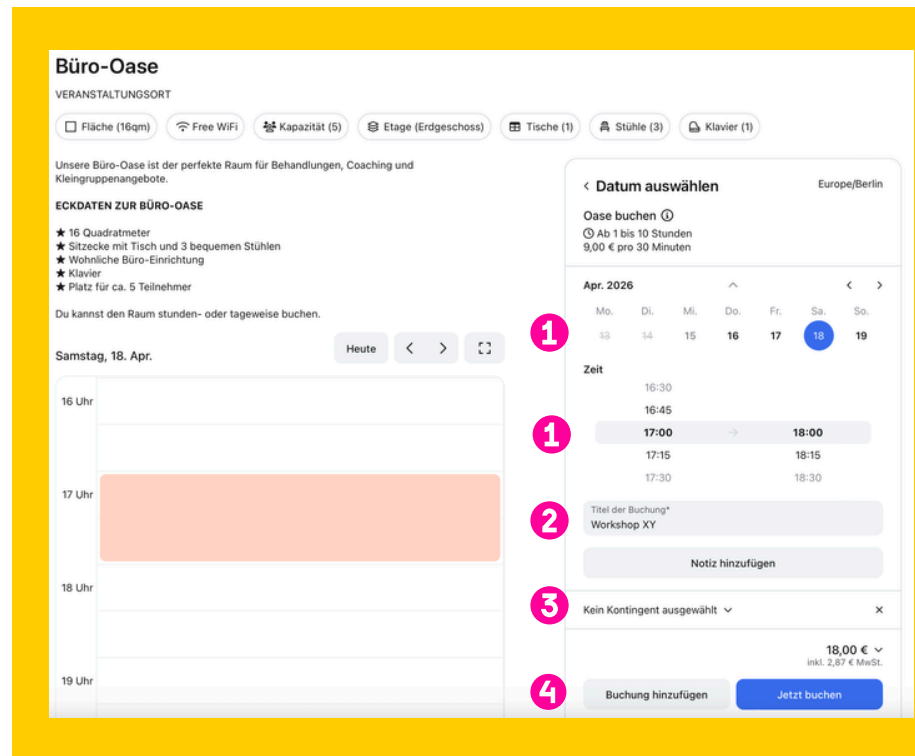 Büro-Oase
VERANSTALTUNGSORT
Fläche (16qm) Free WiFi Kapazität (5) Etage (Erdgeschoss) Tische (1) Stühle (3) Klavier (1)
Unsere Büro-Oase ist der perfekte Raum für Behandlungen, Coaching und
Kleingruppenangebote.
ECKDATEN ZUR BÜRO-OASE
★ 16 Quadratmeter
★ Sitzecke mit Tisch und 3 bequemen Stühlen
★ Wohnliche Büro-Einrichtung
★ Klavier
★ Platz für ca. 5 Teilnehmer
Du kannst den Raum stunden- oder tageweise buchen.
Samstag, 18. Apr.
Heute < >
16 Uhr
17 Uhr
18 Uhr
19 Uhr
< Datum auswählen Europe/Berlin
Oase buchen
Ab 1 bis 10 Stunden
9,00 € pro 30 Minuten
Apr. 2026 < >
Mo. Di. Mi. Do. Fr. Sa. So.
1
13 14 15 16 17 18 19
Zeit
16:30
16:45
1
17:00 → 18:00
17:15 18:15
17:30 18:30
2
Titel der Buchung*
Workshop XY
Notiz hinzufügen
3
Kein Kontingent ausgewählt ×
18,00 €
inkl. 2,87 € MwSt.
4
Buchung hinzufügen Jetzt buchen